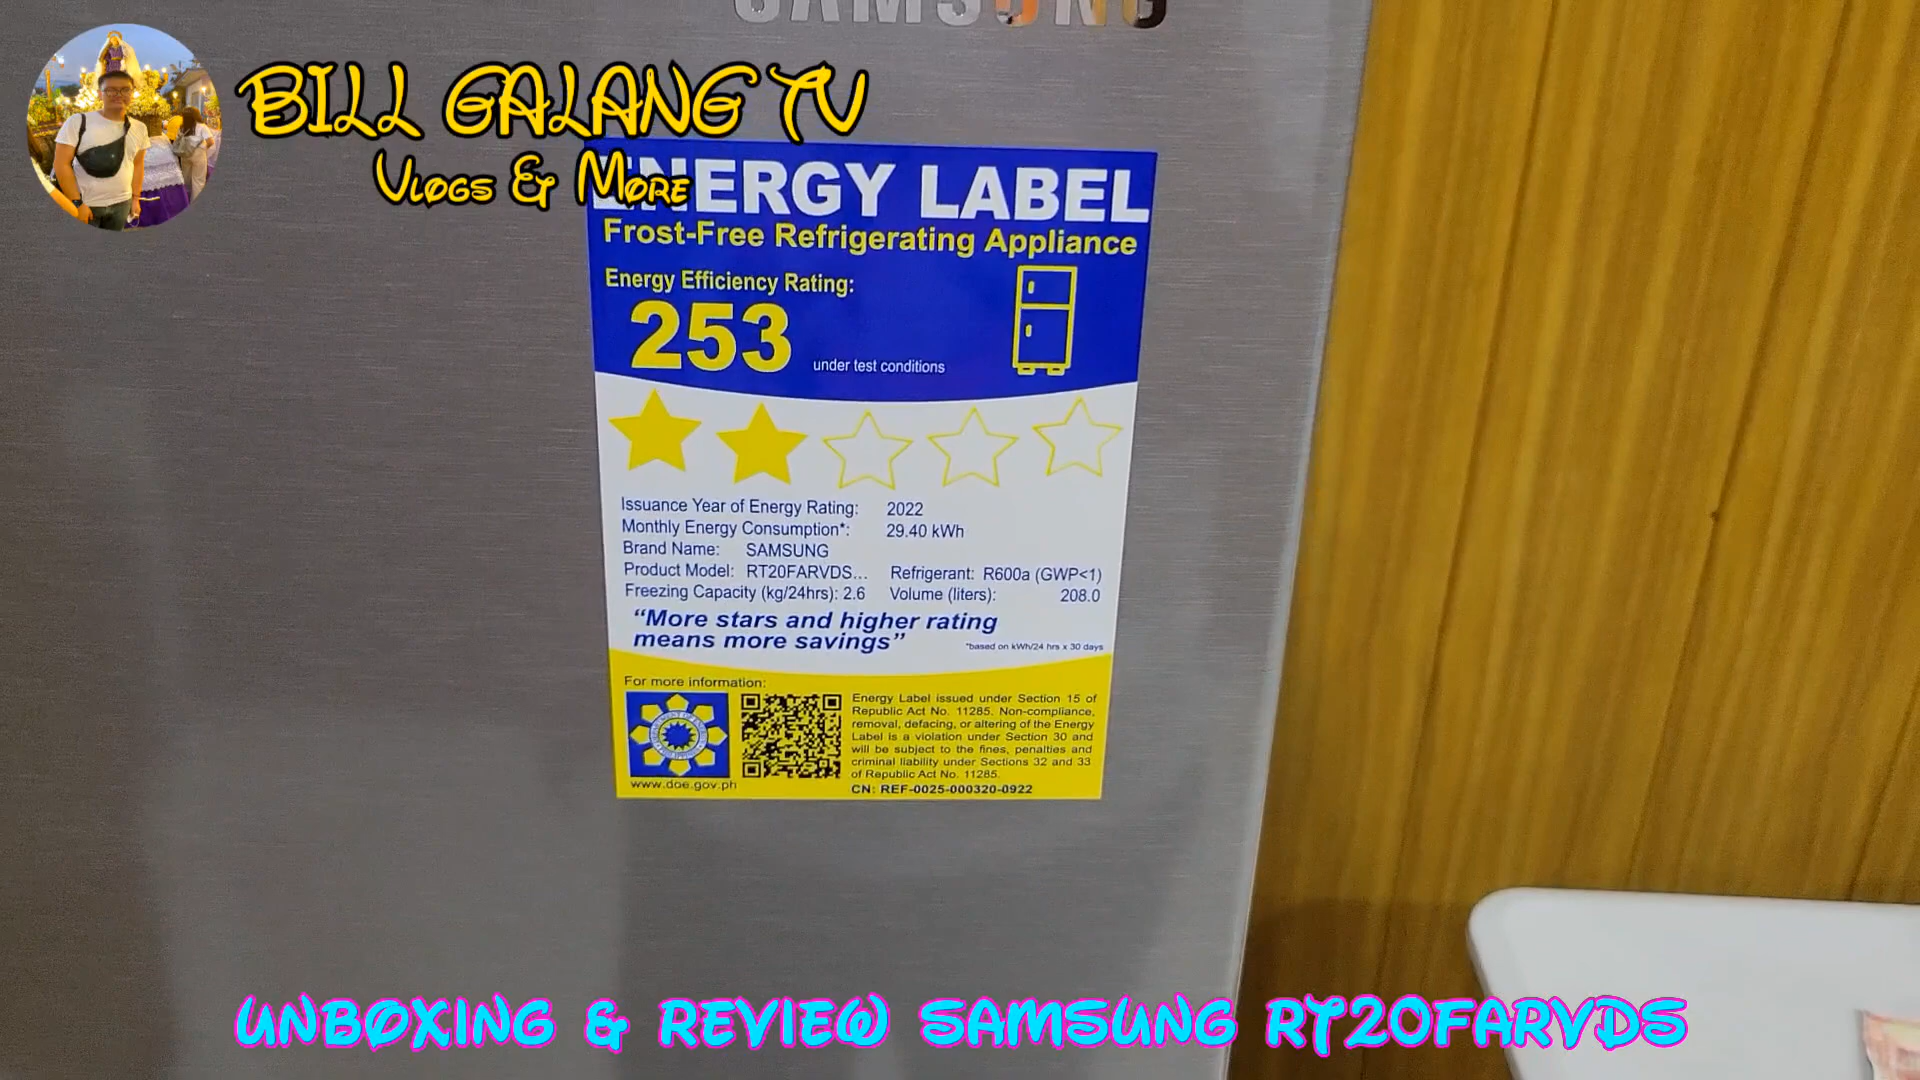 SAMSUNG
BILL GALANG TV
Vlogs & More
ENERGY LABEL
Frost-Free Refrigerating Appliance
Energy Efficiency Rating:
253 under test conditions
Issuance Year of Energy Rating: 2022
Monthly Energy Consumption*: 29.40 kWh
Brand Name: SAMSUNG
Product Model: RT20FARVDS... Refrigerant: R600a (GWP<1)
Freezing Capacity (kg/24hrs): 2.6 Volume (liters): 208.0
“More stars and higher rating
means more savings”
*based on kWh/24 hrs x 30 days
For more information:
Energy Label issued under Section 15 of
Republic Act No. 11285. Non-compliance,
removal, defacing, or altering of the Energy
Label is a violation under Section 30 and
will be subject to the fines, penalties and
criminal liability under Sections 32 and 33
of Republic Act No. 11285.
www.doe.gov.ph
CN: REF-0025-000320-0922
UNBOXING & REVIEW SAMSUNG RT20FARVDS